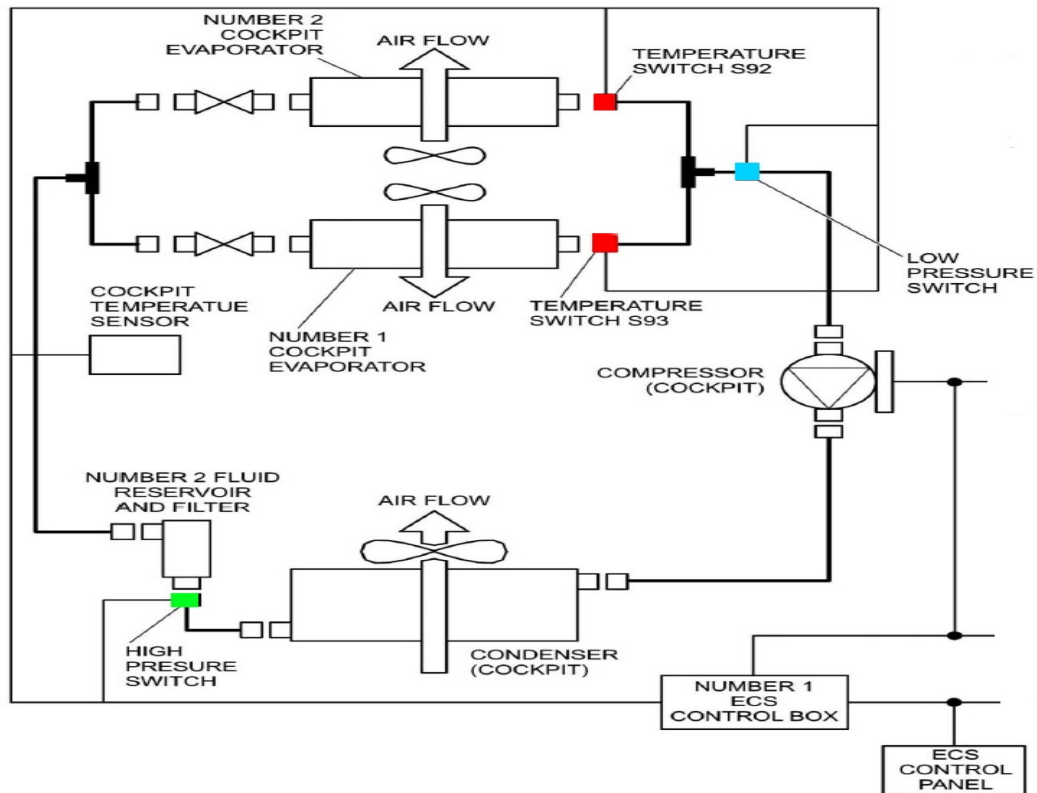 NUMBER 2
COCKPIT
EVAPORATOR
AIR FLOW
TEMPERATURE
SWITCH S92
LOW
PRESSURE
SWITCH
COCKPIT
TEMPERATUE
SENSOR
AIR FLOW
TEMPERATURE
SWITCH S93
NUMBER 1
COCKPIT
EVAPORATOR
COMPRESSOR
(COCKPIT)
NUMBER 2 FLUID
RESERVOIR
AND FILTER
AIR FLOW
HIGH
PRESURE
SWITCH
CONDENSER
(COCKPIT)
NUMBER 1
ECS
CONTROL BOX
ECS
CONTROL
PANEL